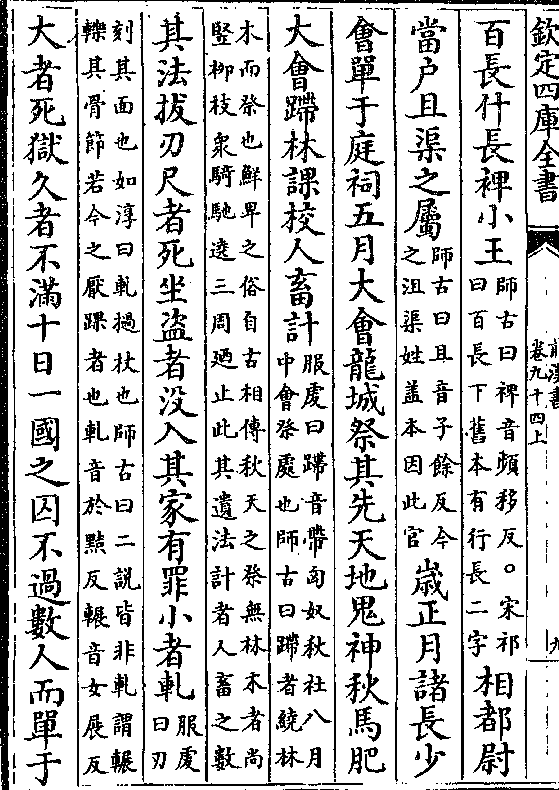 欽定四庫全書
前漢書
卷九十四上
九
百長什長裨小王師古曰裨音頻移反○宋祁
曰百長下舊本有行長二字相都尉
當户且渠之屬師古曰且音子餘反今
之沮渠姓盖本因此官歲正月諸長少
會單于庭祠五月大會龍城祭其先天地鬼神秋馬肥
大會蹛林課校人畜計服虔曰蹛音帶匈奴秋社八月
中會祭處也師古曰蹛者繞林
木而祭也鮮卑之俗自古相傳秋天之祭無林木者尚
竪柳枝衆騎馳遶三周廼止此其遺法計者人畜之數
其法拔刃尺者死坐盗者没入其家有罪小者軋服虔
曰刃
刻其面也如淳曰軋撾杖也師古曰二説皆非軋謂輾
轢其骨節若今之厭踝者也軋音於黠反輾音女展反
大者死獄久者不滿十日一國之囚不過數人而單于